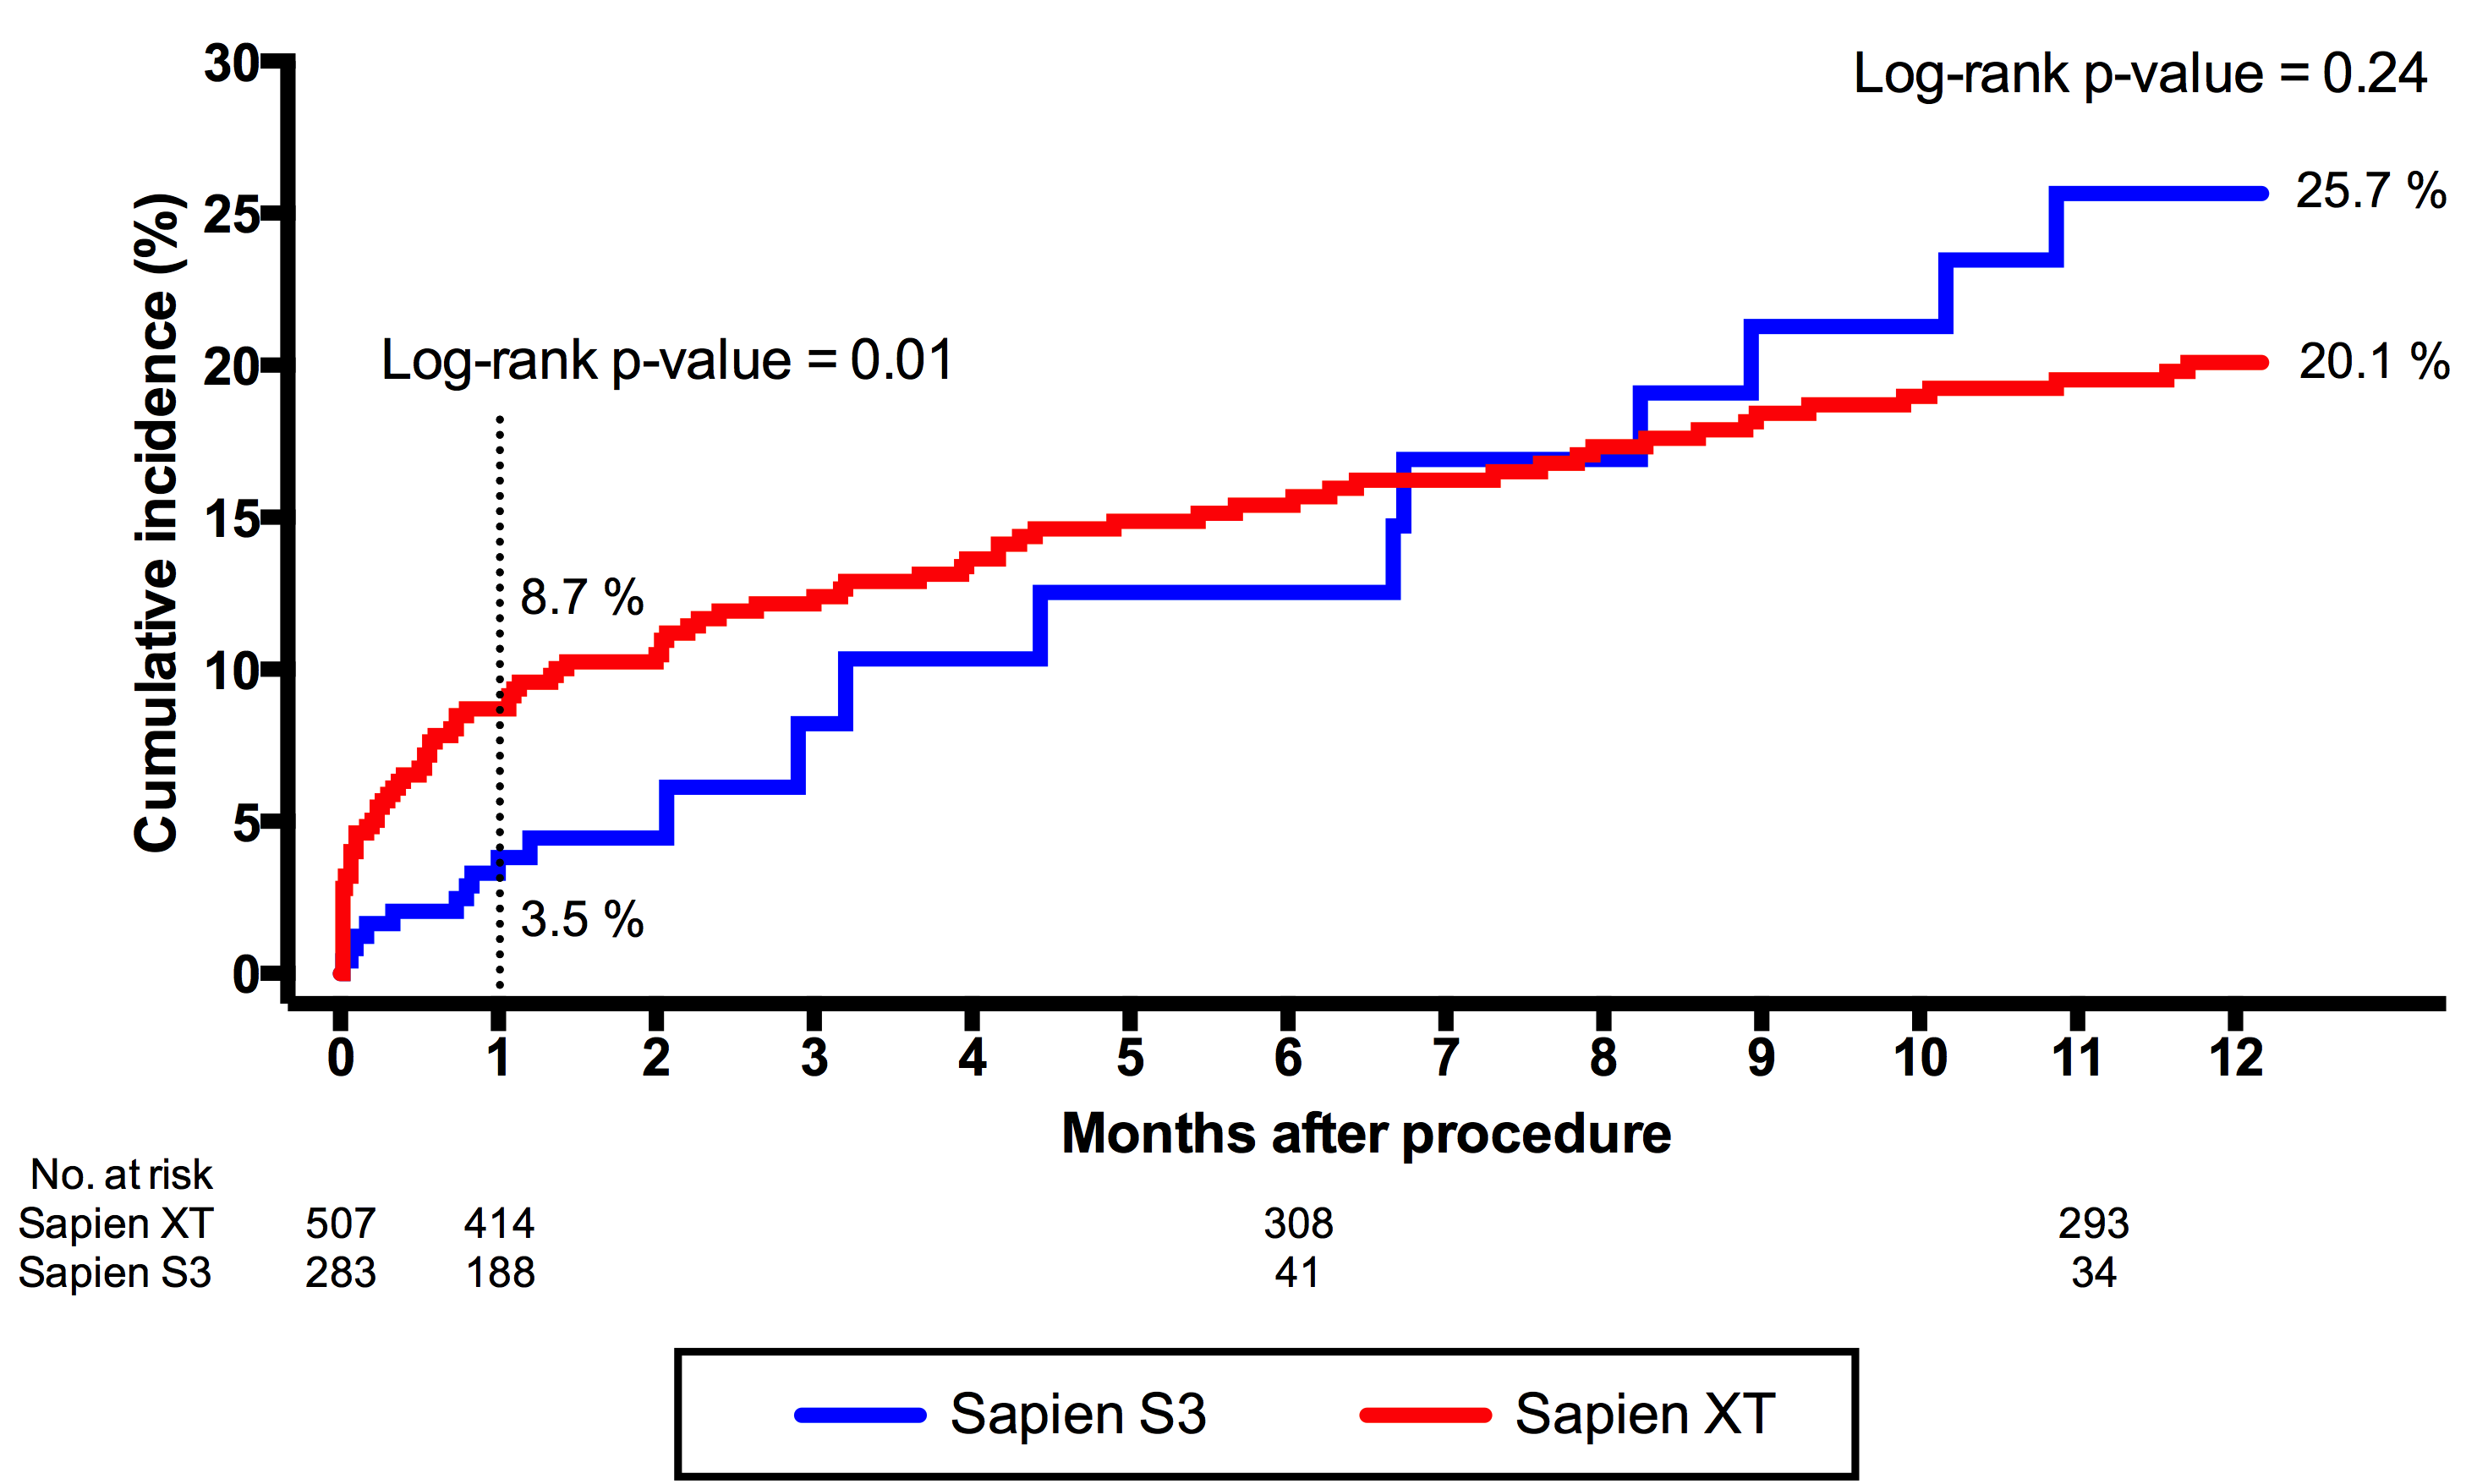 30
Log-rank p-value = 0.24
25
25.7 %
20
Log-rank p-value = 0.01
20.1 %
15
8.7 %
10
5
3.5 %
0
Cumulative incidence (%)
0 1 2 3 4 5 6 7 8 9 10 11 12
Months after procedure
No. at risk
Sapien XT 507 414 308 293
Sapien S3 283 188 41 34
Sapien S3 Sapien XT